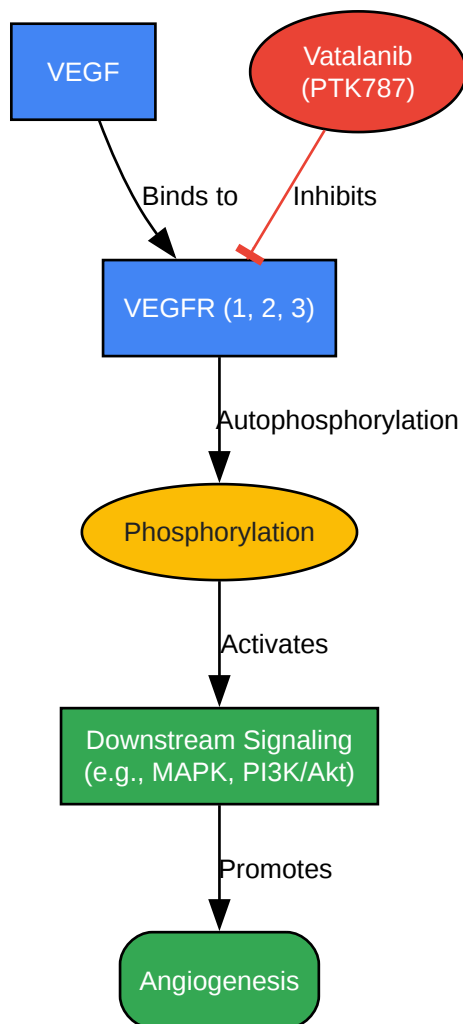 VEGF
Vatalanib
(PTK787)
Binds to
Inhibits
VEGFR (1, 2, 3)
Autophosphorylation
Phosphorylation
Activates
Downstream Signaling
(e.g., MAPK, PI3K/Akt)
Promotes
Angiogenesis